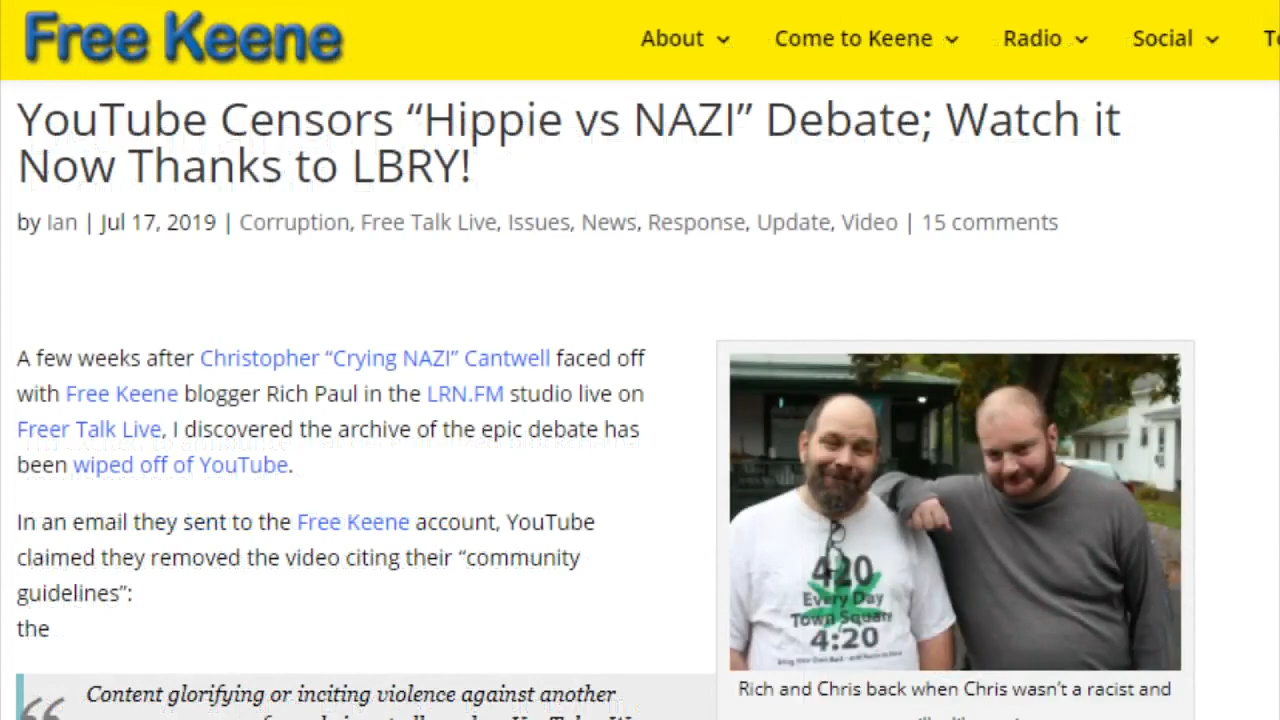 Free Keene
About
Come to Keene
Radio
Social
YouTube Censors “Hippie vs NAZI” Debate; Watch it
Now Thanks to LBRY!
by Ian | Jul 17, 2019 | Corruption, Free Talk Live, Issues, News, Response, Update, Video | 15 comments
A few weeks after Christopher “Crying NAZI” Cantwell faced off
with Free Keene blogger Rich Paul in the LRN.FM studio live on
Freer Talk Live, I discovered the archive of the epic debate has
been wiped off of YouTube.
In an email they sent to the Free Keene account, YouTube
claimed they removed the video citing their “community
guidelines”:
the
Content glorifying or inciting violence against another
420
Every Day
Town Square
4:20
Rich and Chris back when Chris wasn’t a racist and